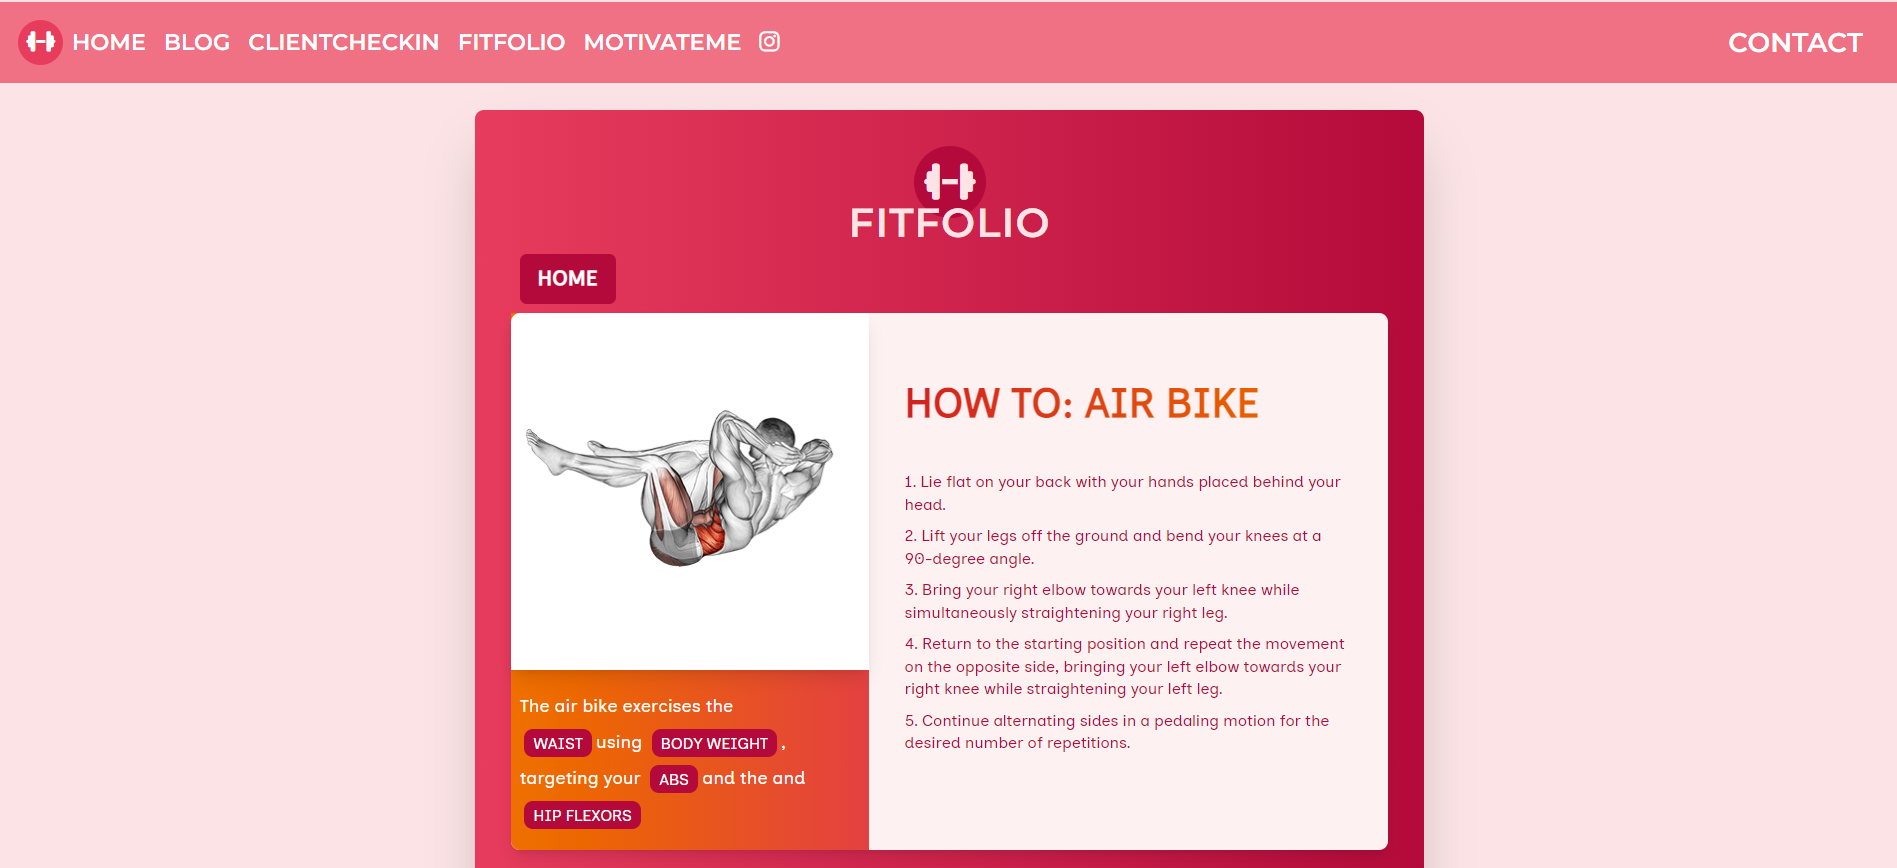 HOME BLOG CLIENTCHECKIN FITFOLIO MOTIVATEME CONTACT
FITFOLIO
HOME
HOW TO: AIR BIKE
1. Lie flat on your back with your hands placed behind your
head.
2. Lift your legs off the ground and bend your knees at a
90-degree angle.
3. Bring your right elbow towards your left knee while
simultaneously straightening your right leg.
4. Return to the starting position and repeat the movement
on the opposite side, bringing your left elbow towards your
right knee while straightening your left leg.
5. Continue alternating sides in a pedaling motion for the
desired number of repetitions.
The air bike exercises the
WAIST using BODY WEIGHT ,
targeting your ABS and the and
HIP FLEXORS